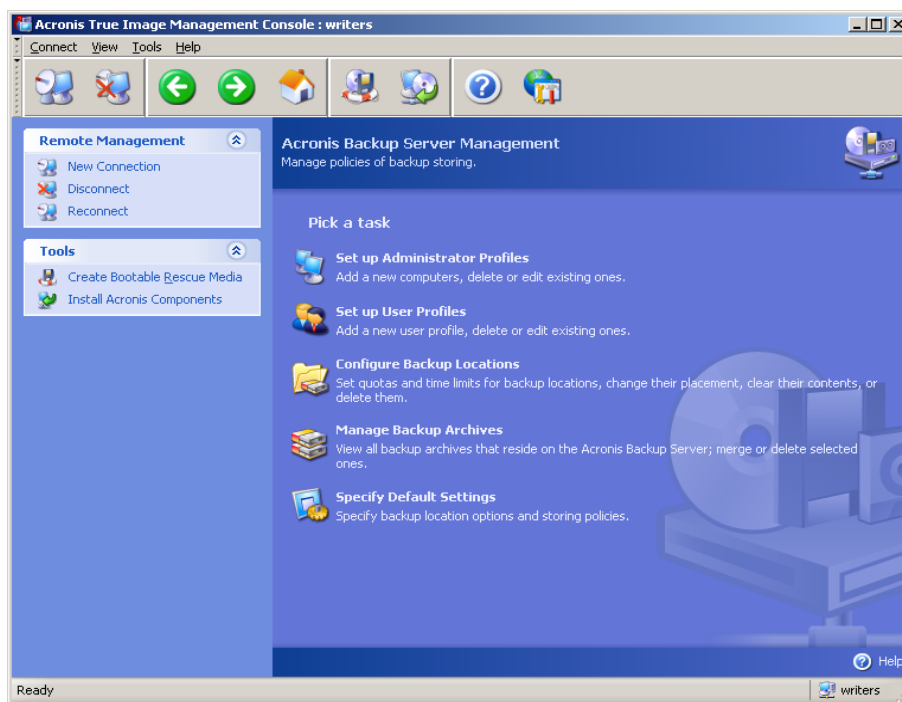 Acronis True Image Management Console : writers
Connect View Tools Help
Remote Management
New Connection
Disconnect
Reconnect
Tools
Create Bootable Rescue Media
Install Acronis Components
Acronis Backup Server Management
Manage policies of backup storing.
Pick a task
Set up Administrator Profiles
Add a new computers, delete or edit existing ones.
Set up User Profiles
Add a new user profile, delete or edit existing ones.
Configure Backup Locations
Set quotas and time limits for backup locations, change their placement, clear their contents, or
delete them.
Manage Backup Archives
View all backup archives that reside on the Acronis Backup Server; merge or delete selected
ones.
Specify Default Settings
Specify backup location options and storing policies.
Help
Ready
writers